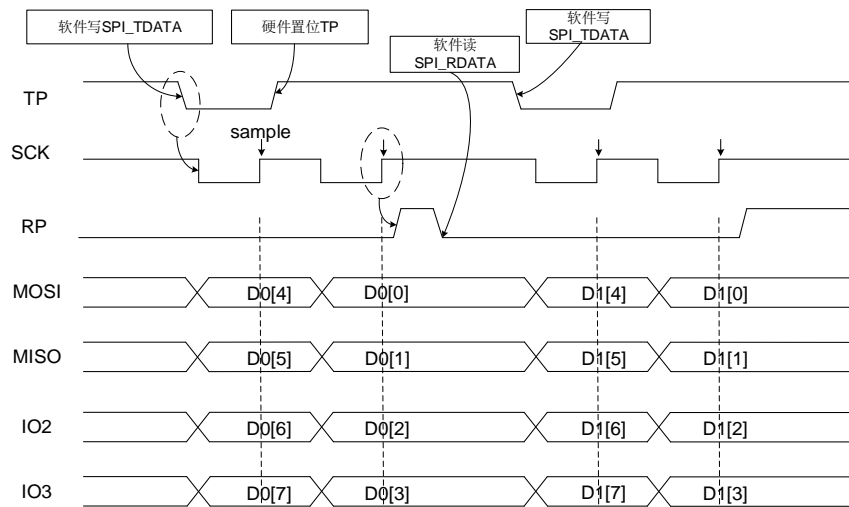 软件写SPI_TDATA
硬件置位TP
软件读
SPI_RDATA
软件写
SPI_TDATA
TP
sample
SCK
RP
MOSI
D0[4]
D0[0]
D1[4]
D1[0]
MISO
D0[5]
D0[1]
D1[5]
D1[1]
IO2
D0[6]
D0[2]
D1[6]
D1[2]
IO3
D0[7]
D0[3]
D1[7]
D1[3]